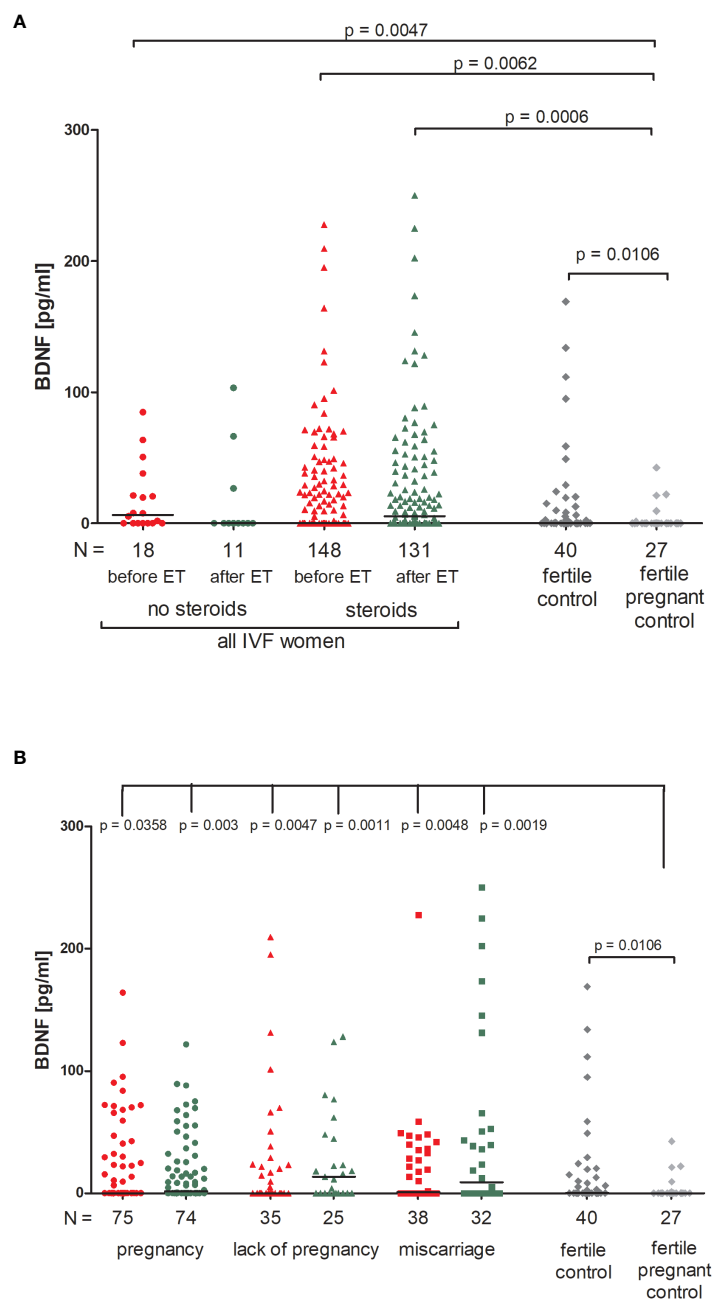 A
p = 0.0047
p = 0.0062
p = 0.0006
p = 0.0106
BDNF [pg/ml]
300
200
100
0
N = 18 11 148 131 40 27
before ET after ET before ET after ET
fertile control
fertile pregnant control
no steroids steroids
all IVF women
B
p = 0.0358 p = 0.003 p = 0.0047 p = 0.0011 p = 0.0048 p = 0.0019
p = 0.0106
BDNF [pg/ml]
300
200
100
0
N = 75 74 35 25 38 32 40 27
pregnancy lack of pregnancy miscarriage
fertile control
fertile pregnant control